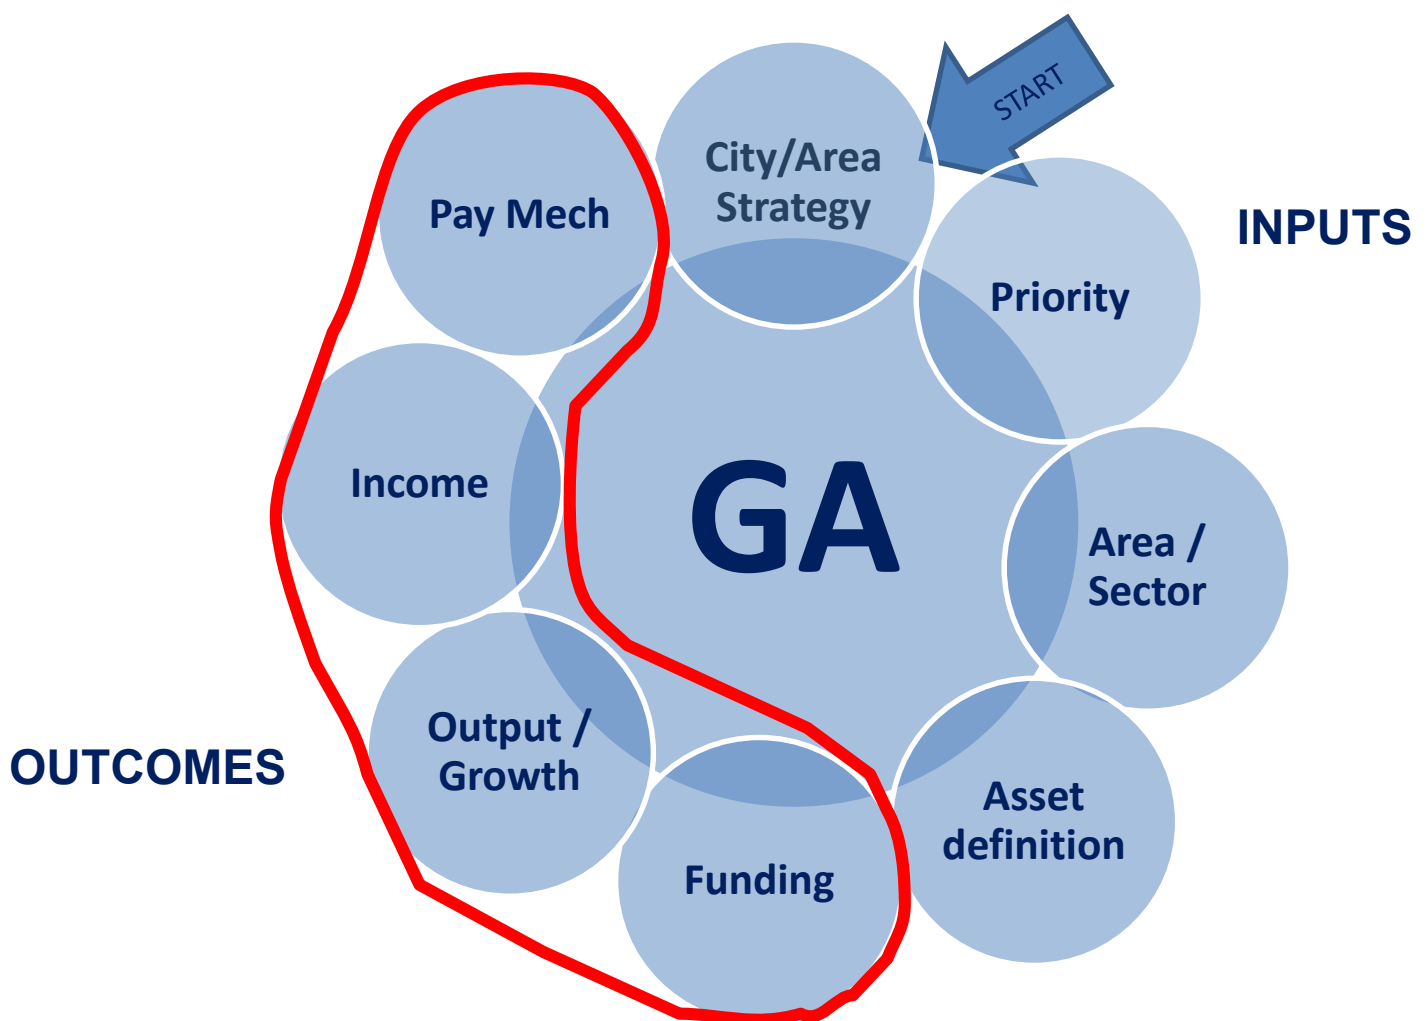 START
City/Area
Strategy
INPUTS
Priority
Area /
Sector
Asset
definition
Funding
Output /
Growth
OUTCOMES
Income
Pay Mech
GA